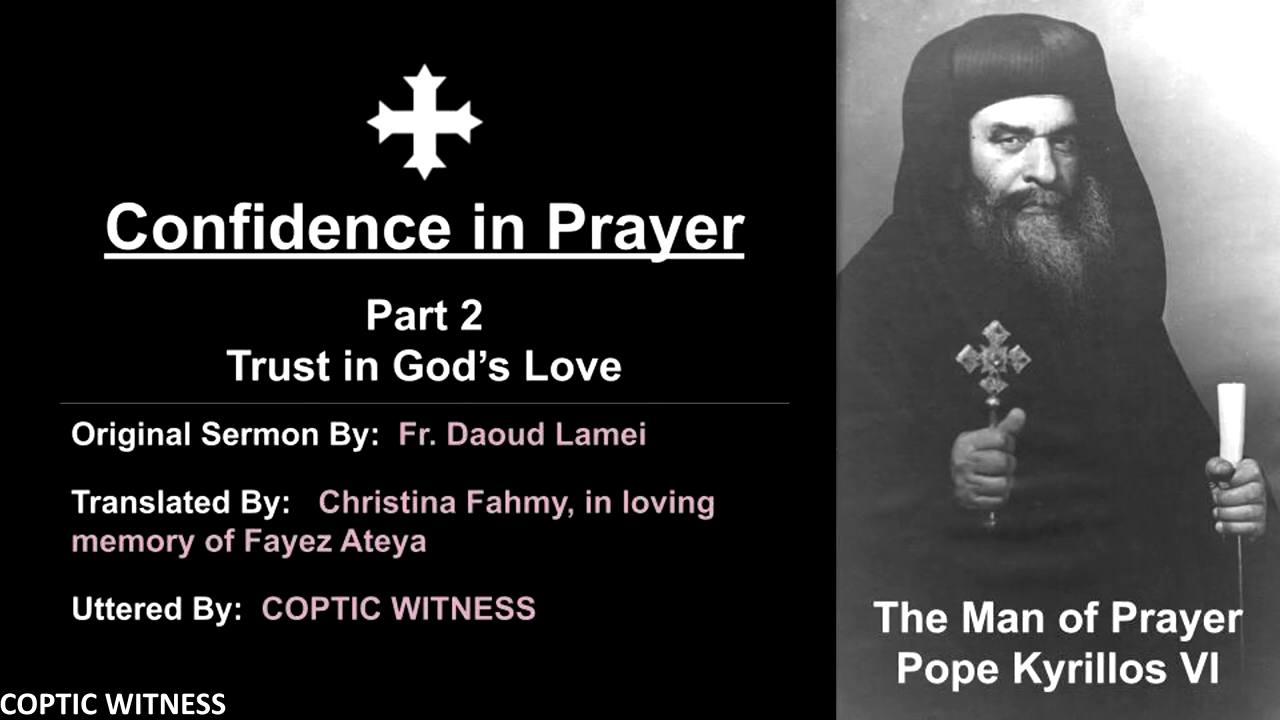 Confidence in Prayer
Part 2
Trust in God’s Love
Original Sermon By: Fr. Daoud Lamei
Translated By: Christina Fahmy, in loving
memory of Fayez Ateya
Uttered By: COPTIC WITNESS
The Man of Prayer
Pope Kyrillos VI
COPTIC WITNESS